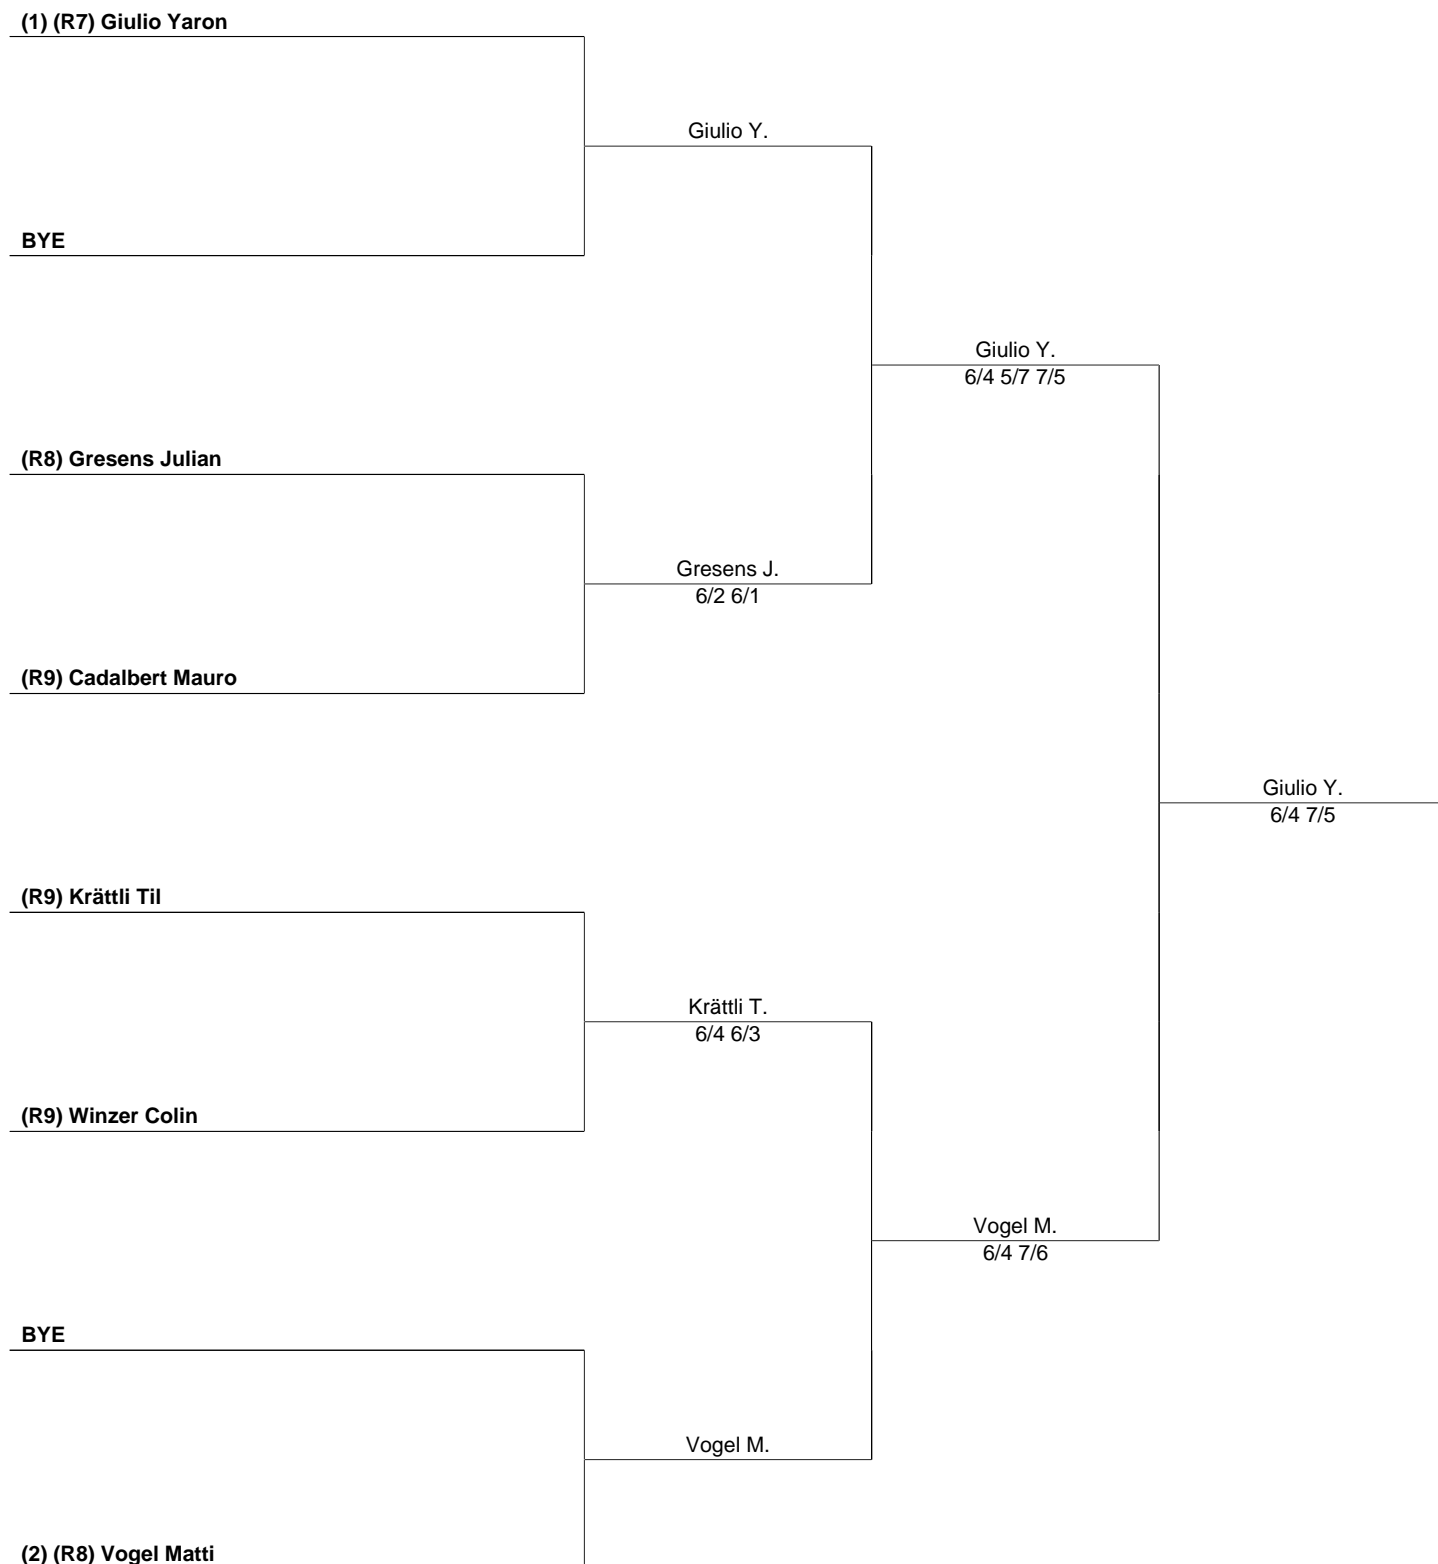 (1) (R7) Giulio Yaron
Giulio Y.
BYE
Giulio Y.
6/4 5/7 7/5
(R8) Gresens Julian
Gresens J.
6/2 6/1
(R9) Cadalbert Mauro
Giulio Y.
6/4 7/5
(R9) Krättli Til
Krättli T.
6/4 6/3
(R9) Winzer Colin
Vogel M.
6/4 7/6
BYE
Vogel M.
(2) (R8) Vogel Matti